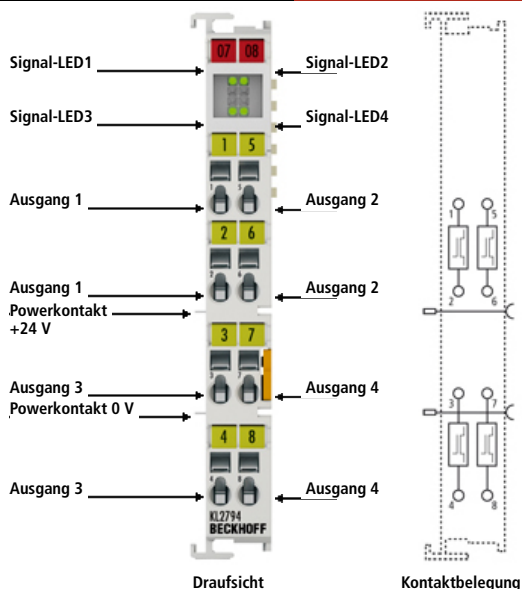 07 08
Signal-LED1
Signal-LED2
Signal-LED3
Signal-LED4
1 5
Ausgang 1
Ausgang 2
1 5
2 6
Ausgang 1
Ausgang 2
2 6
Powerkontakt
+24 V
3 7
Ausgang 3
Ausgang 4
Powerkontakt 0 V
3 7
4 8
Ausgang 3
Ausgang 4
4 8
KL2794
BECKHOFF
Draufsicht
Kontaktbelegung